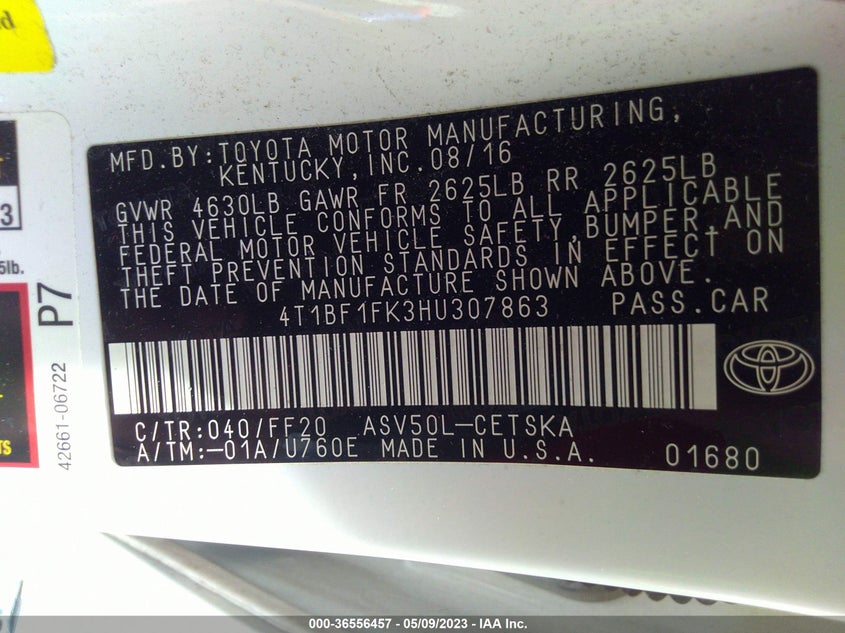 MFD.BY:TOYOTA MOTOR MANUFACTURING,
KENTUCKY,INC.08/16
GVWR 4630LB GAWR FR 2625LB RR 2625LB
THIS VEHICLE CONFORMS TO ALL APPLICABLE
FEDERAL MOTOR VEHICLE SAFETY,BUMPER,AND
THEFT PREVENTION STANDARDS IN EFFECT ON
THE DATE OF MANUFACTURE SHOWN ABOVE.
4T1BF1FK3HU307863 PASS.CAR
C/TR:040/FF20 ASV50L-CETSKA
A/TM:-01A/U760E MADE IN U.S.A. 01680
P7
42661-06722
5lb.
3
TS
000-36556457 - 05/09/2023 - IAA Inc.